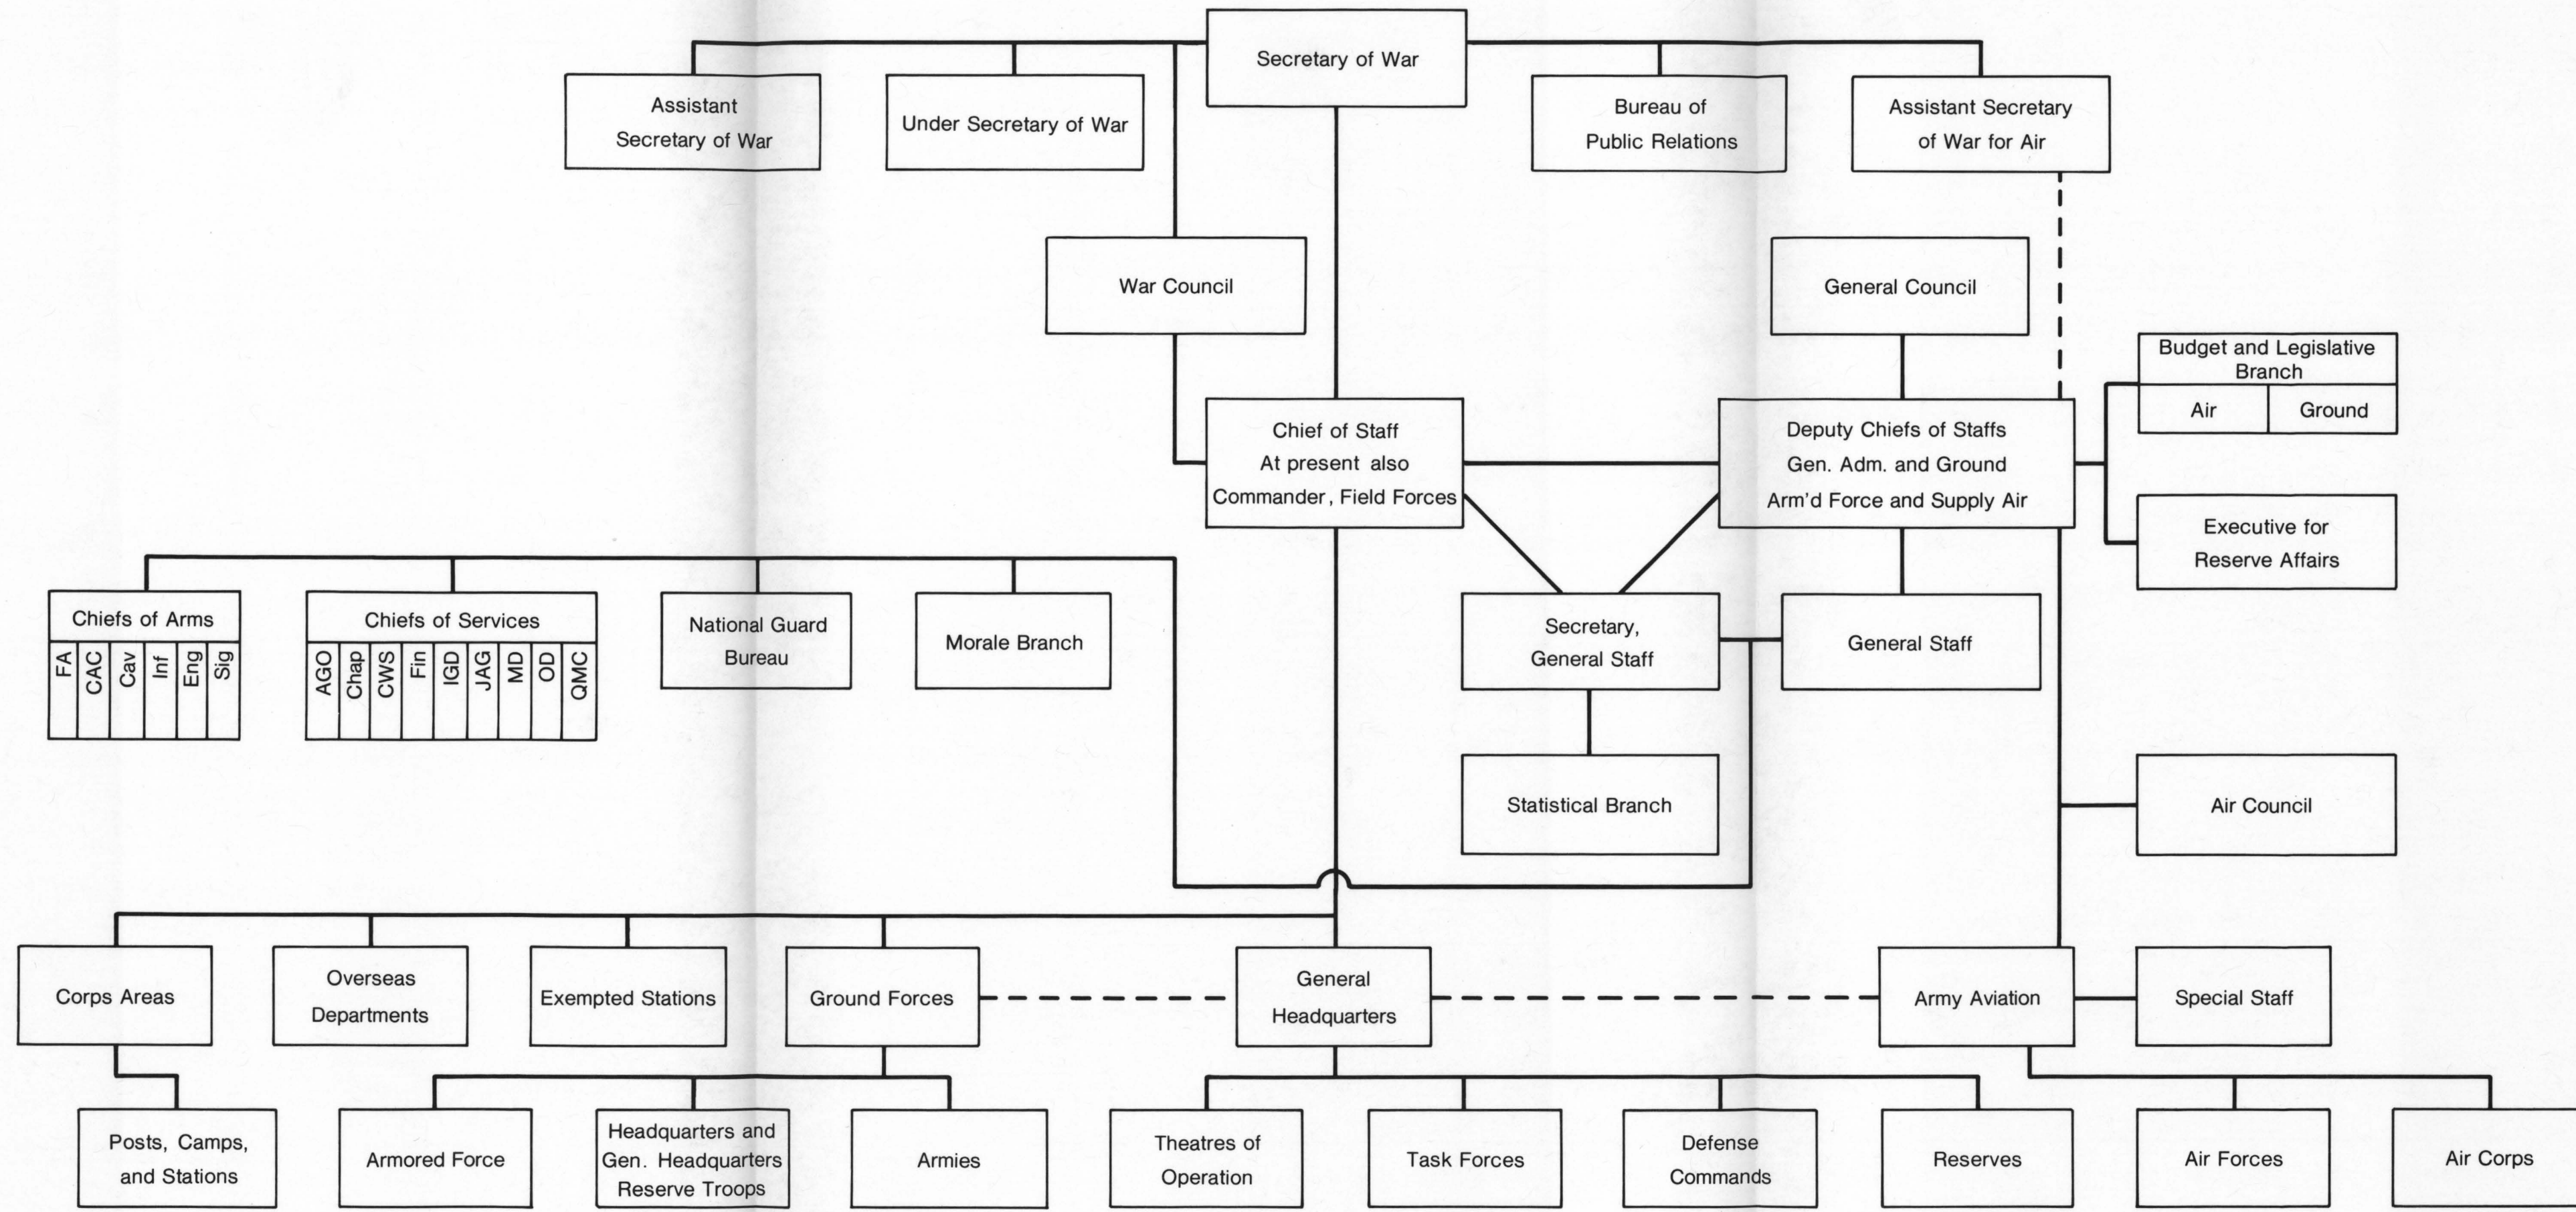 Secretary of War
Assistant
Secretary of War
Under Secretary of War
Bureau of
Public Relations
Assistant Secretary
of War for Air
War Council
General Council
Budget and Legislative
Branch
Air
Ground
Chief of Staff
At present also
Commander, Field Forces
Deputy Chiefs of Staffs
Gen. Adm. and Ground
Arm'd Force and Supply Air
Executive for
Reserve Affairs
Chiefs of Arms
FA
CAC
Cav
Inf
Eng
Sig
Chiefs of Services
AGO
Chap
CWS
Fin
IGD
JAG
MD
OD
QMC
National Guard
Bureau
Morale Branch
Secretary,
General Staff
General Staff
Statistical Branch
Air Council
Corps Areas
Overseas
Departments
Exempted Stations
Ground Forces
General
Headquarters
Army Aviation
Special Staff
Posts, Camps,
and Stations
Armored Force
Headquarters and
Gen. Headquarters
Reserve Troops
Armies
Theatres of
Operation
Task Forces
Defense
Commands
Reserves
Air Forces
Air Corps